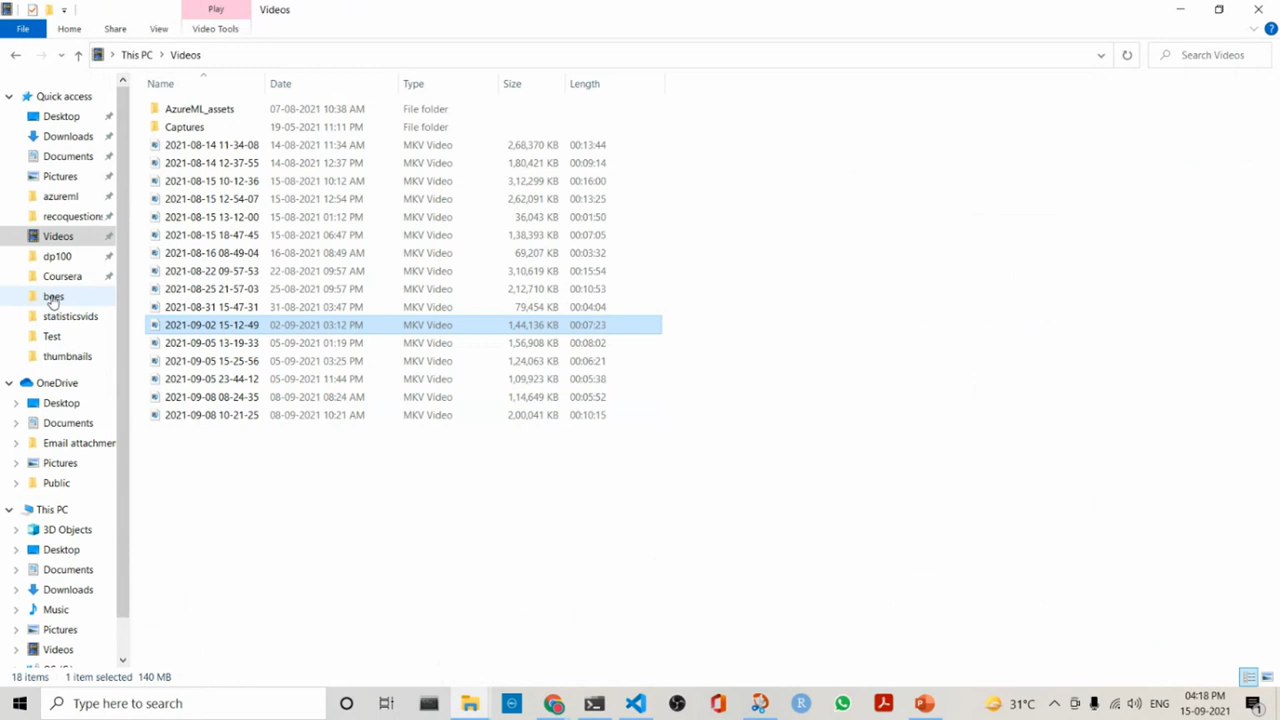 Play
Videos
File
Home
Share
View
Video Tools
This PC
Videos
Search Videos
Name
Date
Type
Size
Length
Quick access
Desktop
Downloads
Documents
Pictures
azureml
recoquestions
Videos
dp100
Coursera
statisticsvids
Test
thumbnails
OneDrive
Desktop
Documents
Email attachmen
Pictures
Public
This PC
3D Objects
Desktop
Documents
Downloads
Music
Pictures
Videos
AzureML_assets 07-08-2021 10:38 AM File folder
Captures 19-05-2021 11:11 PM File folder
2021-08-14 11-34-08 14-08-2021 11:34 AM MKV Video 2,68,370 KB 00:13:44
2021-08-14 12-37-55 14-08-2021 12:37 PM MKV Video 1,80,421 KB 00:09:14
2021-08-15 10-12-36 15-08-2021 10:12 AM MKV Video 3,12,299 KB 00:16:00
2021-08-15 12-54-07 15-08-2021 12:54 PM MKV Video 2,62,091 KB 00:13:25
2021-08-15 13-12-00 15-08-2021 01:12 PM MKV Video 36,043 KB 00:01:50
2021-08-15 18-47-45 15-08-2021 06:47 PM MKV Video 1,38,393 KB 00:07:05
2021-08-16 08-49-04 16-08-2021 08:49 AM MKV Video 69,207 KB 00:03:32
2021-08-22 09-57-53 22-08-2021 09:57 AM MKV Video 3,10,619 KB 00:15:54
2021-08-25 21-57-03 25-08-2021 09:57 PM MKV Video 2,12,710 KB 00:10:53
2021-08-31 15-47-31 31-08-2021 03:47 PM MKV Video 79,454 KB 00:04:04
2021-09-02 15-12-49 02-09-2021 03:12 PM MKV Video 1,44,136 KB 00:07:23
2021-09-05 13-19-33 05-09-2021 01:19 PM MKV Video 1,56,908 KB 00:08:02
2021-09-05 15-25-56 05-09-2021 03:25 PM MKV Video 1,24,063 KB 00:06:21
2021-09-05 23-44-12 05-09-2021 11:44 PM MKV Video 1,09,923 KB 00:05:38
2021-09-08 08-24-35 08-09-2021 08:24 AM MKV Video 1,14,649 KB 00:05:52
2021-09-08 10-21-25 08-09-2021 10:21 AM MKV Video 2,00,041 KB 00:10:15
18 items 1 item selected 140 MB
Type here to search
31°C
ENG
04:18 PM
15-09-2021